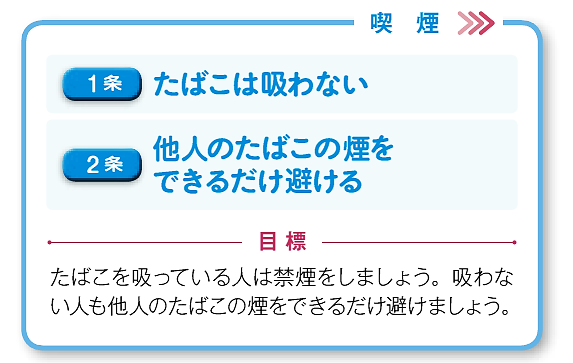 喫煙
1条 たばこは吸わない
2条 他人のたばこの煙を
できるだけ避ける
目標
たばこを吸っている人は禁煙をしましょう。吸わな
い人も他人のたばこの煙をできるだけ避けましょう。